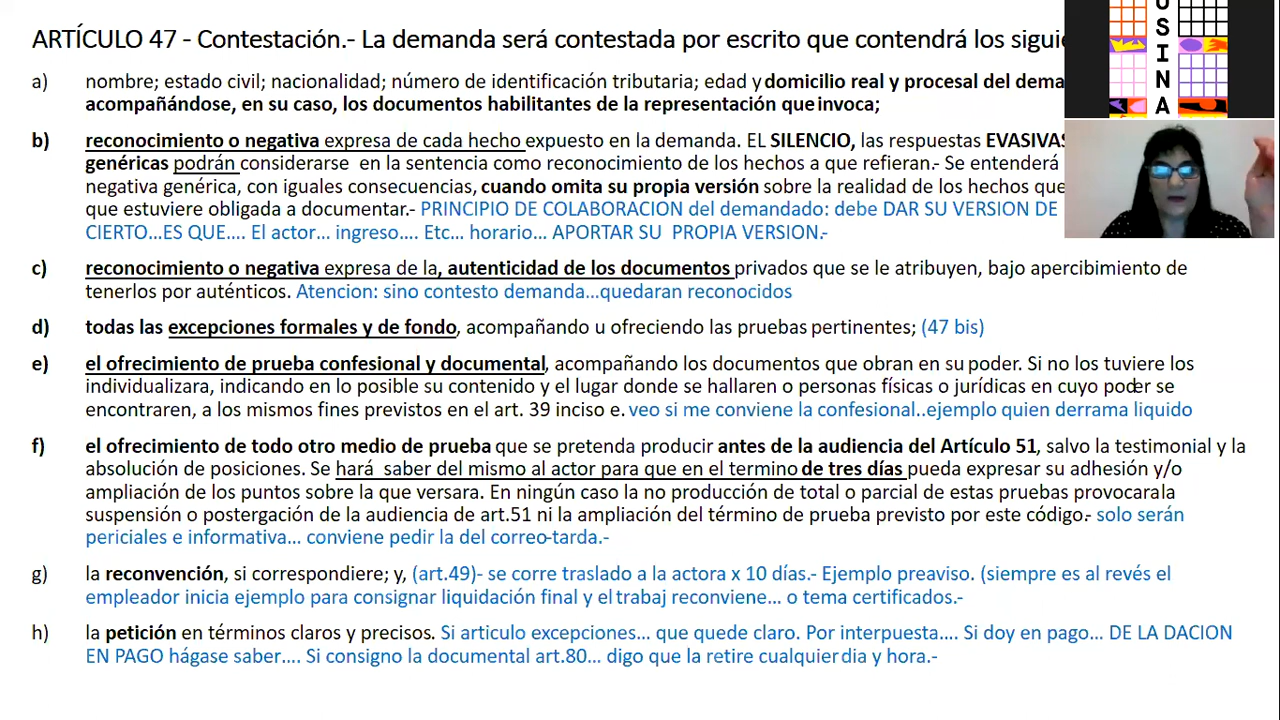 ARTÍCULO 47 - Contestación.- La demanda será contestada por escrito que contendrá los
a) nombre; estado civil; nacionalidad; número de identificación tributaria; edad y domicilio real y procesal del
acompañándose, en su caso, los documentos habilitantes de la representación que invoca;
b) reconocimiento o negativa expresa de cada hecho expuesto en la demanda. EL SILENCIO, las respuestas EVASIVAS
genéricas podrán considerarse en la sentencia como reconocimiento de los hechos a que refieran.- Se entenderá
negativa genérica, con iguales consecuencias, cuando omita su propia versión sobre la realidad de los hechos que
que estuviere obligada a documentar.- PRINCIPIO DE COLABORACION del demandado: debe DAR SU VERSION DE
CIERTO...ES QUE.... El actor... ingreso.... Etc... horario... APORTAR SU PROPIA VERSION.-
c) reconocimiento o negativa expresa de la, autenticidad de los documentos privados que se le atribuyen, bajo apercibimiento de
tenerlos por auténticos. Atencion: sino contesto demanda...quedaran reconocidos
d) todas las excepciones formales y de fondo, acompañando u ofreciendo las pruebas pertinentes; (47 bis)
e) el ofrecimiento de prueba confesional y documental, acompañando los documentos que obran en su poder. Si no los tuviere los
individualizara, indicando en lo posible su contenido y el lugar donde se hallaren o personas físicas o jurídicas en cuyo poder se
encontraren, a los mismos fines previstos en el art. 39 inciso e. veo si me conviene la confesional..ejemplo quien derrama liquido
f) el ofrecimiento de todo otro medio de prueba que se pretenda producir antes de la audiencia del Artículo 51, salvo la testimonial y la
absolución de posiciones. Se hará saber del mismo al actor para que en el termino de tres días pueda expresar su adhesión y/o
ampliación de los puntos sobre la que versara. En ningún caso la no producción de total o parcial de estas pruebas provocara la
suspensión o postergación de la audiencia de art.51 ni la ampliación del término de prueba previsto por este código.- solo serán
periciales e informativa... conviene pedir la del correo-tarda.-
g) la reconvención, si correspondiere; y, (art.49)- se corre traslado a la actora x 10 días.- Ejemplo preaviso. (siempre es al revés el
empleador inicia ejemplo para consignar liquidación final y el trabaj reconviene... o tema certificados.-
h) la petición en términos claros y precisos. Si articulo excepciones... que quede claro. Por interpuesta.... Si doy en pago... DE LA DACION
EN PAGO hágase saber.... Si consigno la documental art.80... digo que la retire cualquier dia y hora.-
USINA